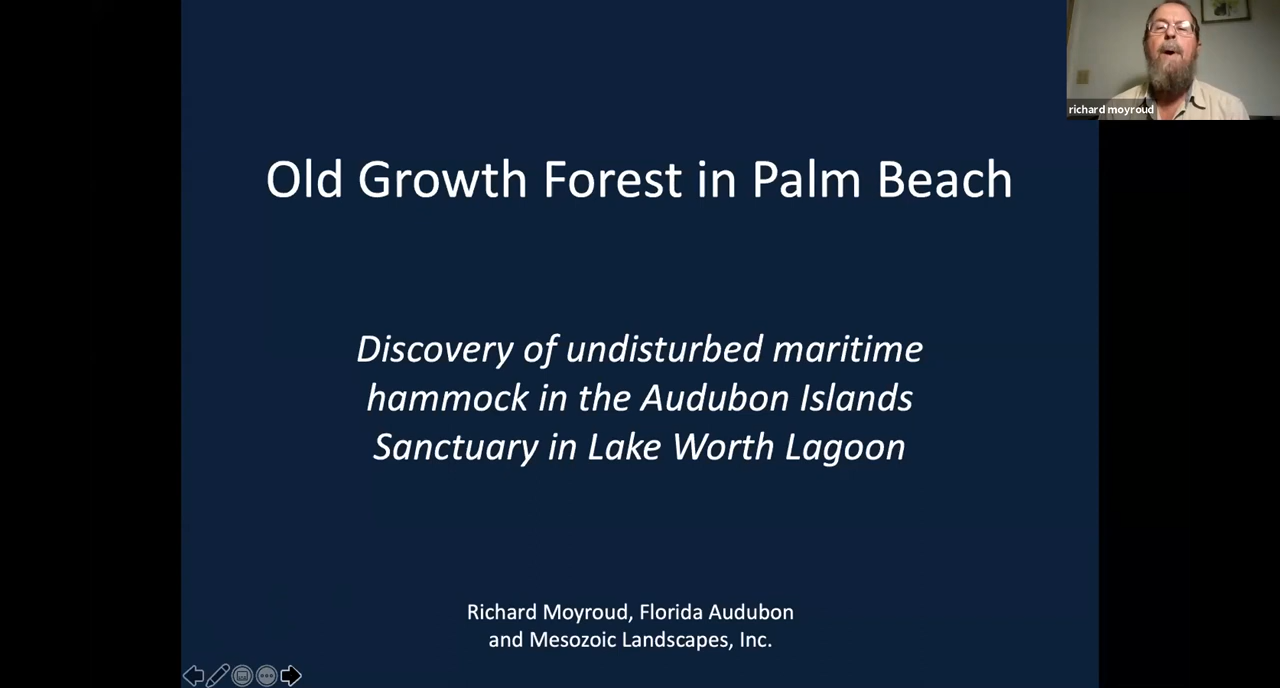 richard moyroud
Old Growth Forest in Palm Beach
Discovery of undisturbed maritime
hammock in the Audubon Islands
Sanctuary in Lake Worth Lagoon
Richard Moyroud, Florida Audubon
and Mesozoic Landscapes, Inc.